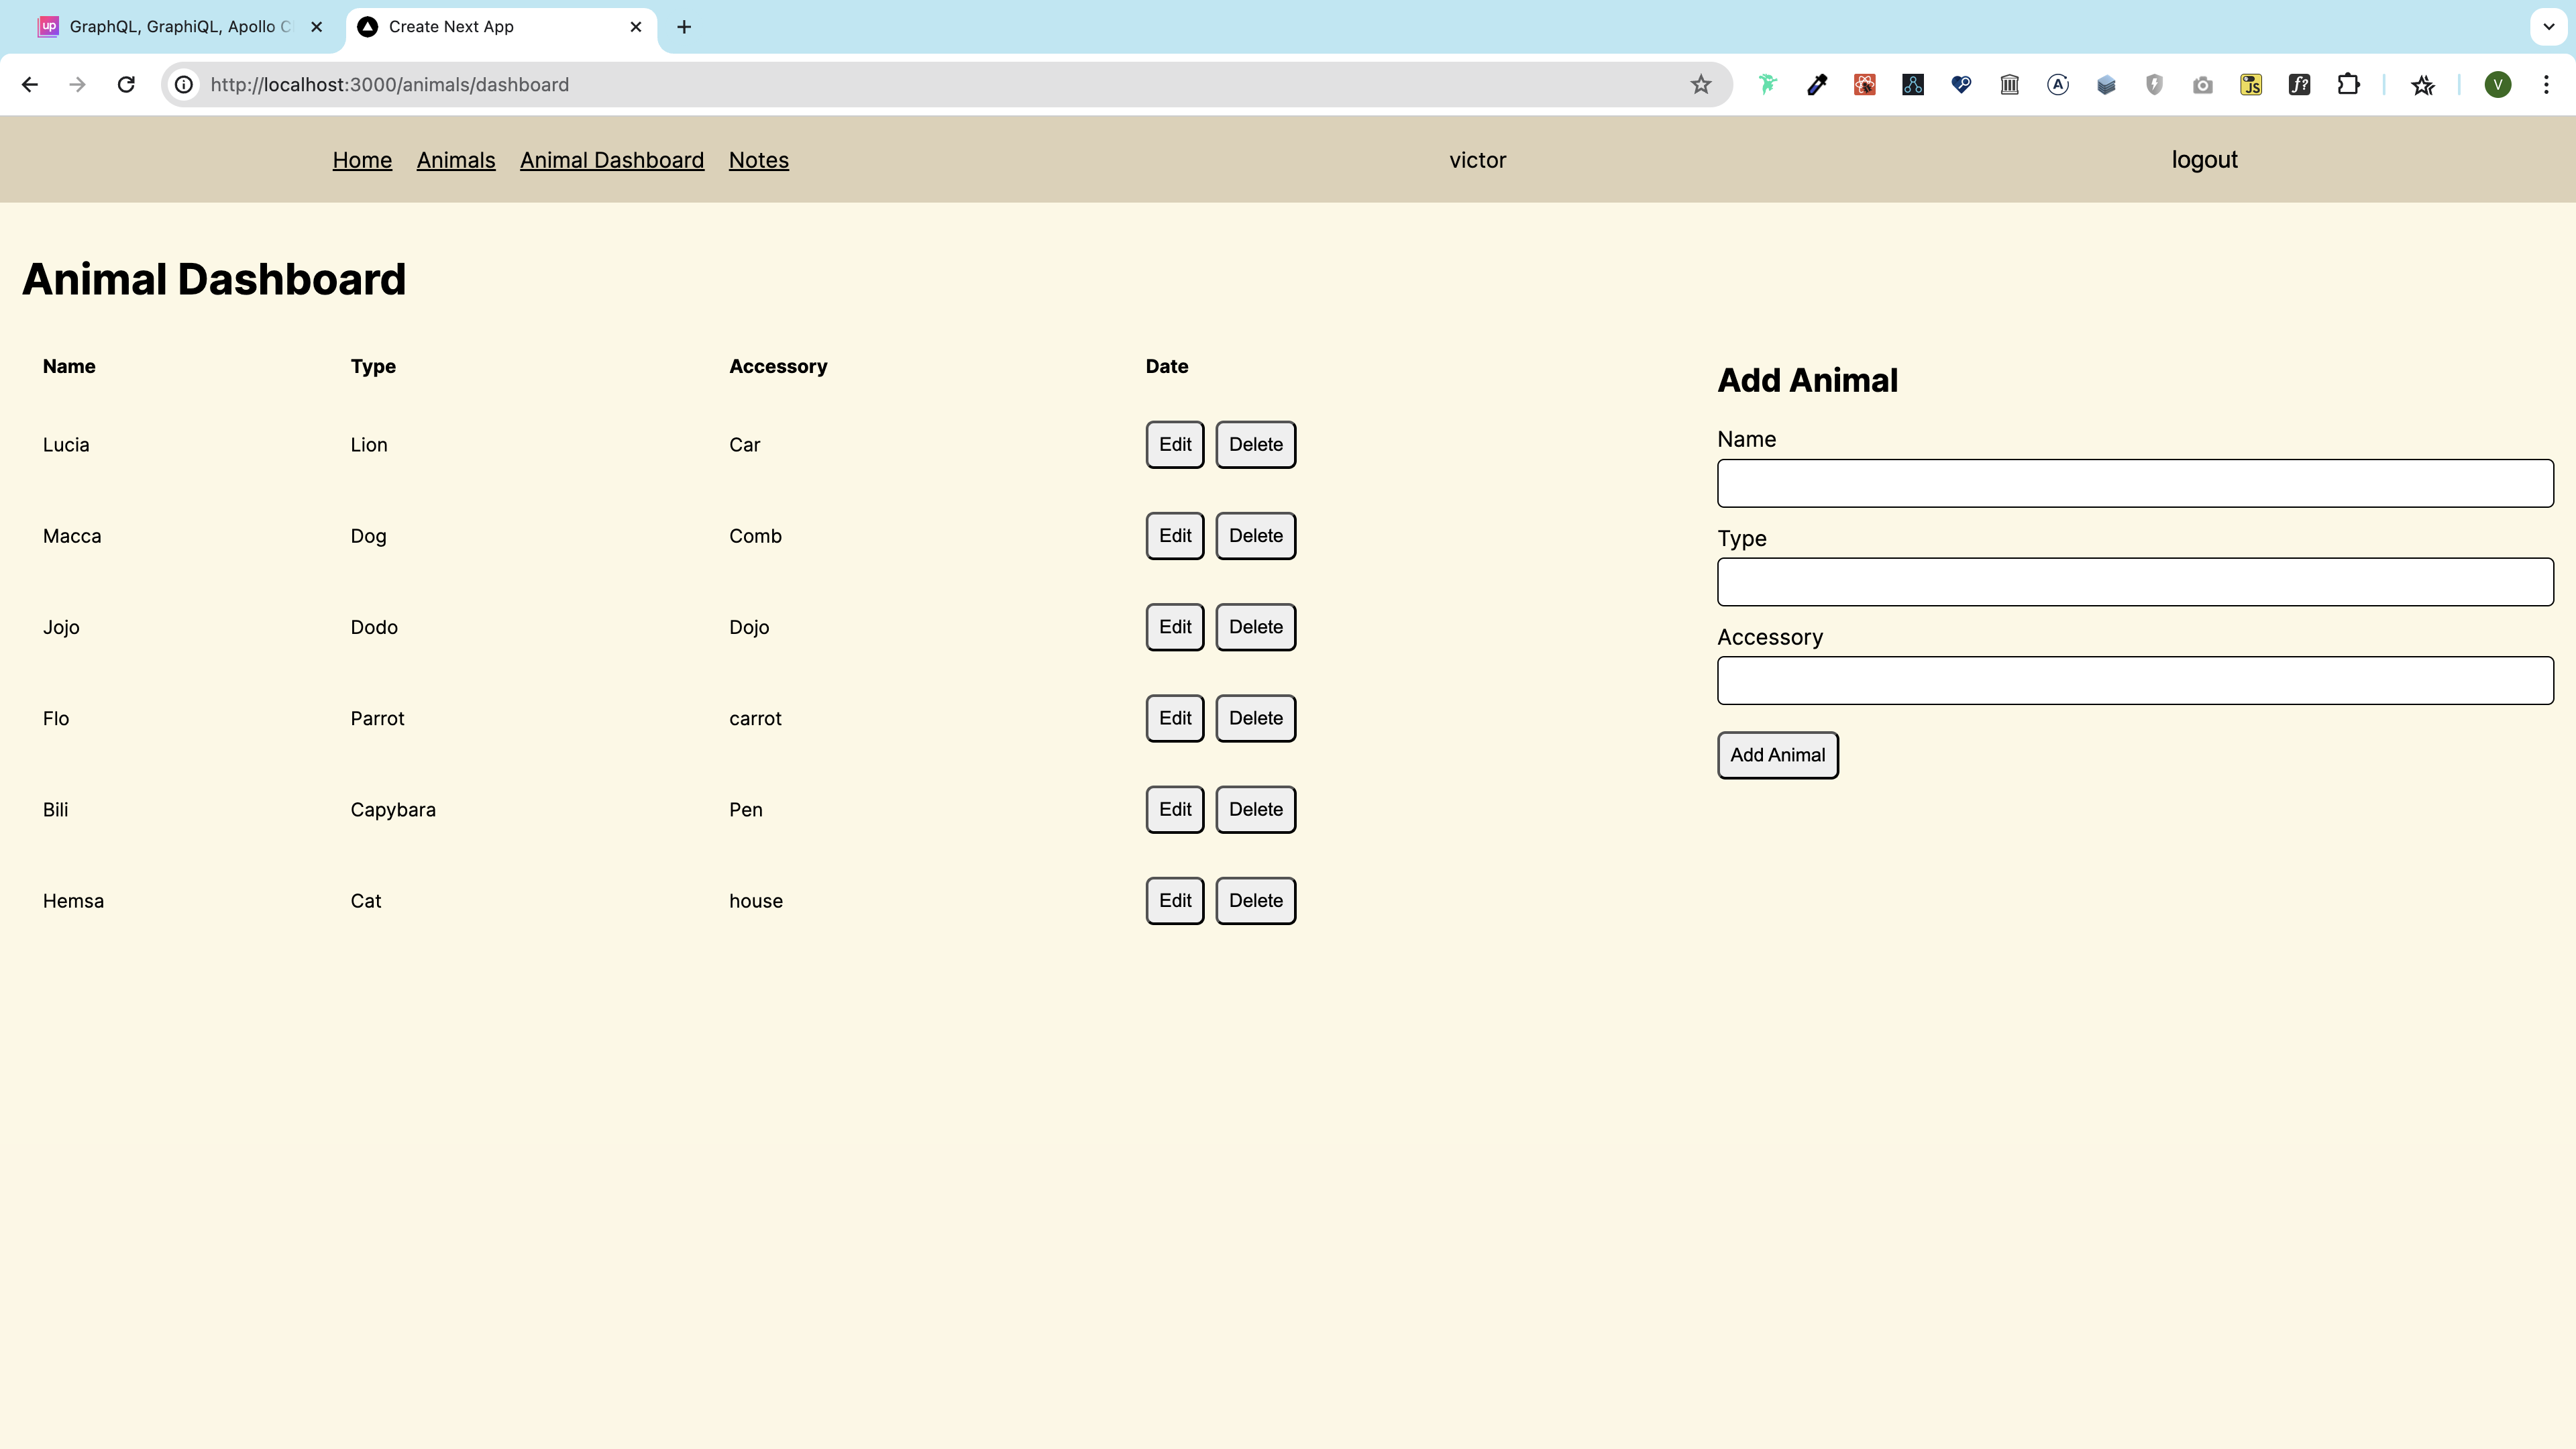 up GraphQL, GraphiQL, Apollo C
Create Next App
http://localhost:3000/animals/dashboard
A
JS
f?
V
Home Animals Animal Dashboard Notes victor logout
Animal Dashboard
Name Type Accessory Date
Lucia Lion Car Edit Delete
Macca Dog Comb Edit Delete
Jojo Dodo Dojo Edit Delete
Flo Parrot carrot Edit Delete
Bili Capybara Pen Edit Delete
Hemsa Cat house Edit Delete
Add Animal
Name
Type
Accessory
Add Animal